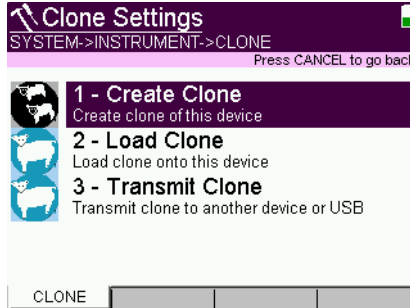 Clone Settings
SYSTEM->INSTRUMENT->CLONE
Press CANCEL to go back
1 - Create Clone
Create clone of this device
2 - Load Clone
Load clone onto this device
3 - Transmit Clone
Transmit clone to another device or USB
CLONE